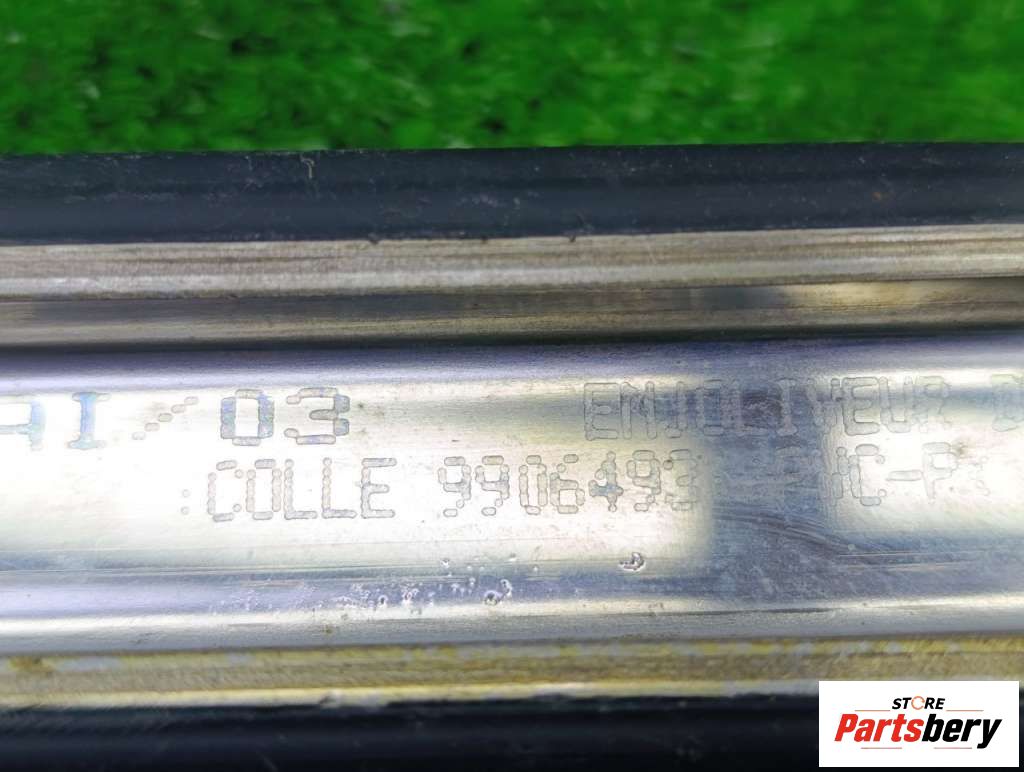 AI/03 ENJOLIVEUR D
COLLE 9906493
STORE
Partsbery